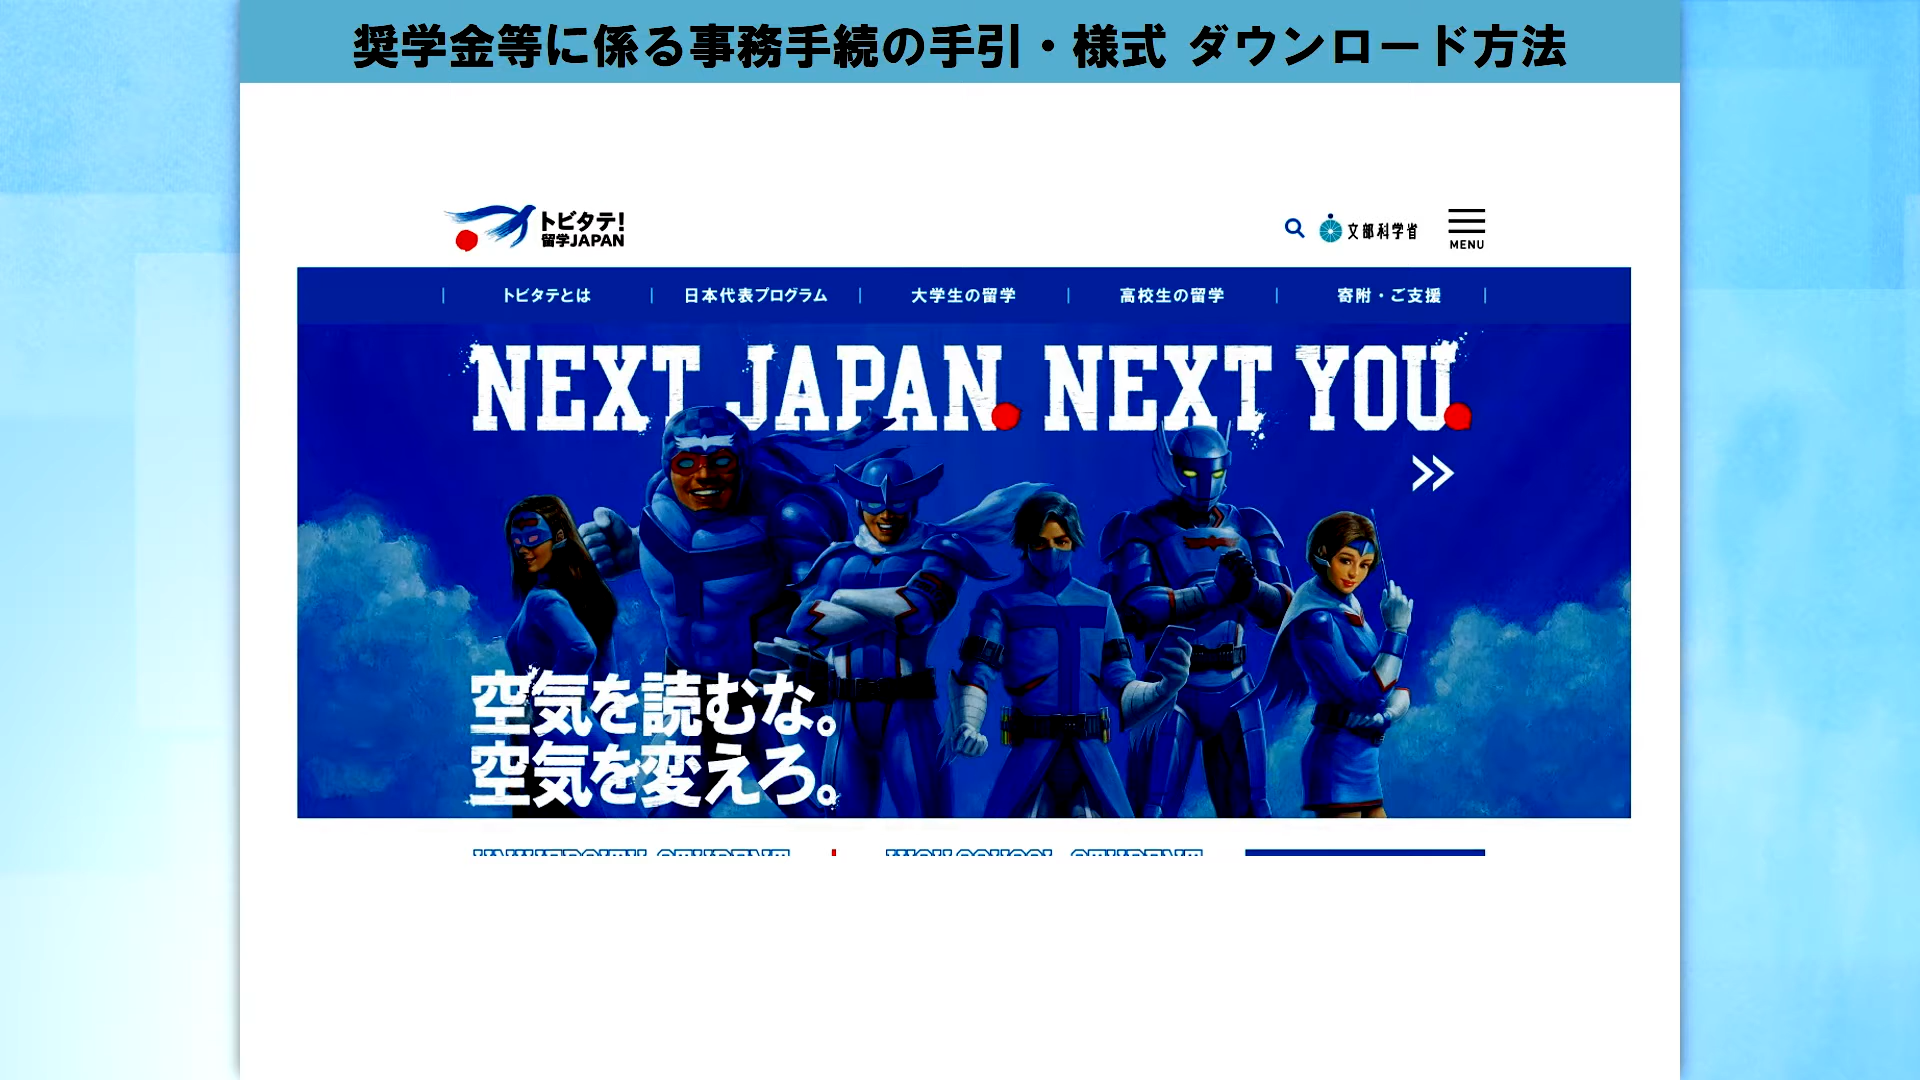 奨学金等に係る事務手続の手引・様式 ダウンロード方法
トビタテ!
留学JAPAN
文部科学省
MENU
トビタテとは
日本代表プログラム
大学生の留学
高校生の留学
寄附・ご支援
NEXT JAPAN. NEXT YOU.
空気を読むな。
空気を変えろ。